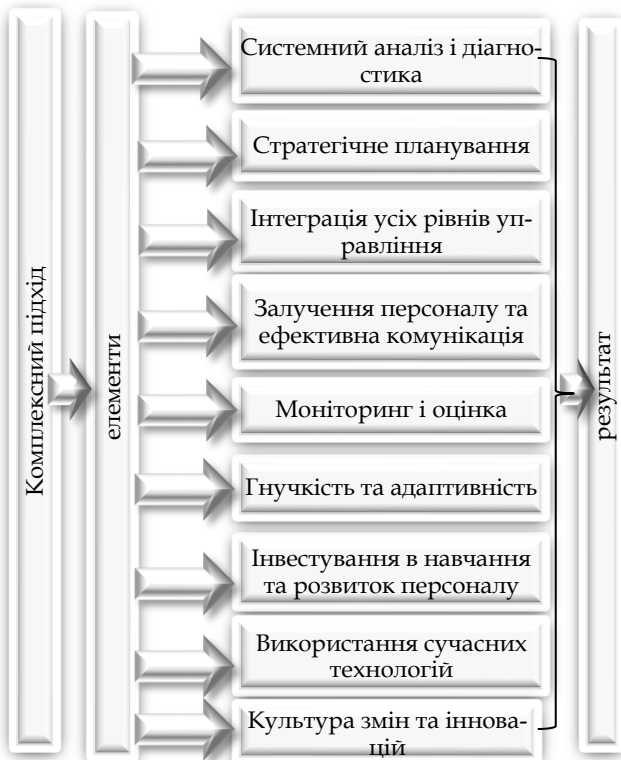 Комплексний підхід
елементи
Системний аналіз і діагно-
стика
Стратегічне планування
Інтеграція усіх рівнів уп-
равління
Залучення персоналу та
ефективна комунікація
Моніторинг і оцінка
Гнучкість та адаптивність
Інвестування в навчання
та розвиток персоналу
Використання сучасних
технологій
Культура змін та іннова-
цій
результат